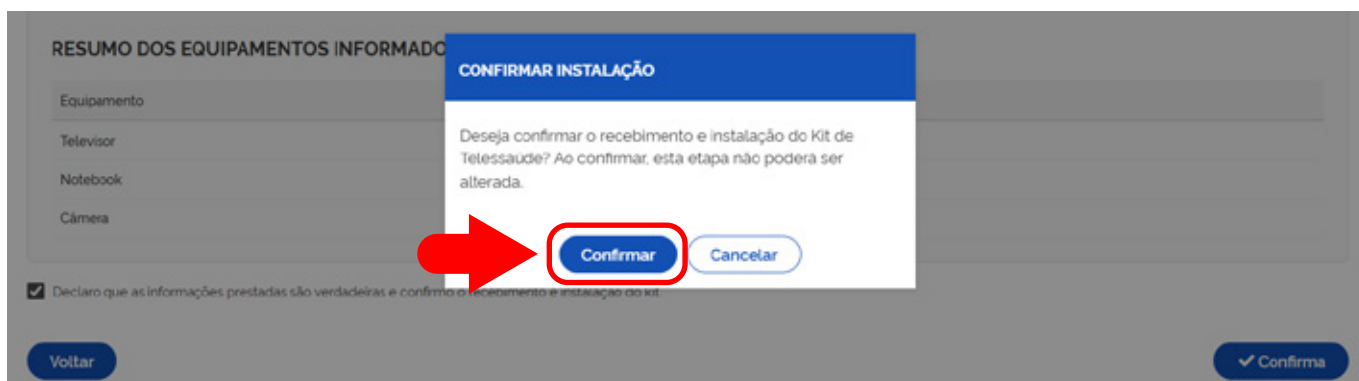 RESUMO DOS EQUIPAMENTOS INFORMADO
CONFIRMAR INSTALAÇÃO
Equipamento
Televisor
Notebook
Câmera
Deseja confirmar o recebimento e instalação do Kit de
Telessaúde? Ao confirmar, esta etapa não poderá ser
alterada.
Confirmar
Cancelar
Declaro que as informações prestadas são verdadeiras e confirmo o recebimento e instalação do kit.
Voltar
Confirma